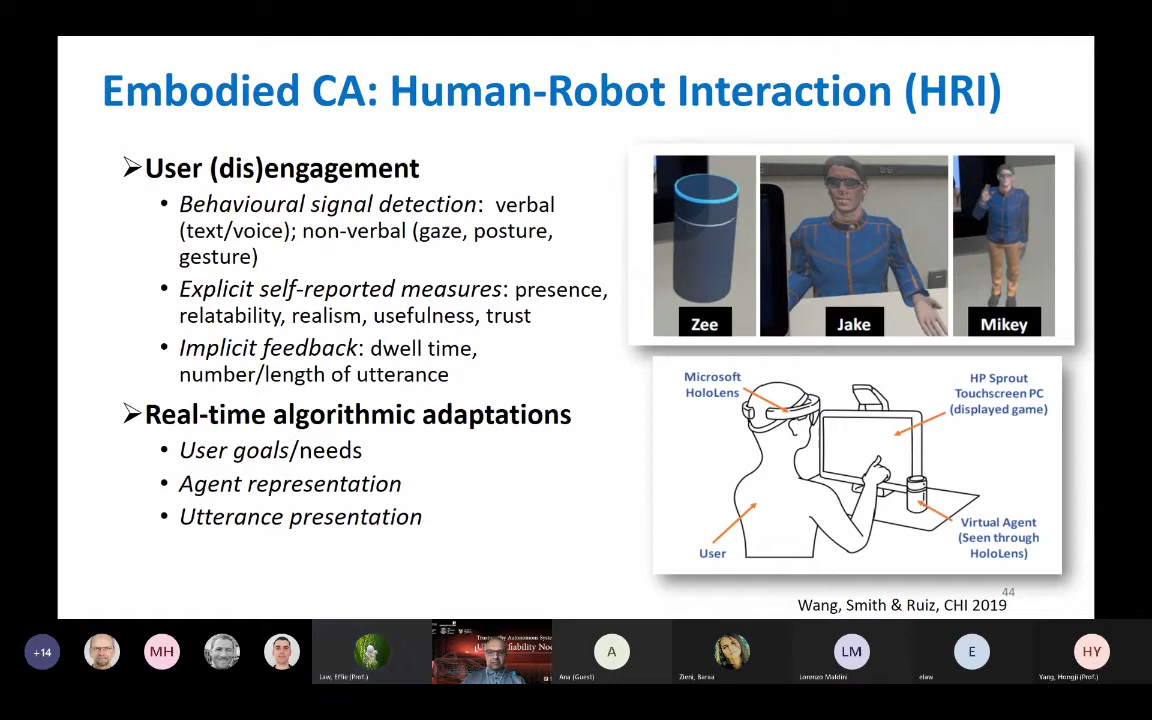 Embodied CA: Human-Robot Interaction (HRI)
➢User (dis)engagement
• Behavioural signal detection: verbal
(text/voice); non-verbal (gaze, posture,
gesture)
• Explicit self-reported measures: presence,
relatability, realism, usefulness, trust
• Implicit feedback: dwell time,
number/length of utterance
➢Real-time algorithmic adaptations
• User goals/needs
• Agent representation
• Utterance presentation
Zee
Jake
Mikey
Microsoft
HoloLens
HP Sprout
Touchscreen PC
(displayed game)
User
Virtual Agent
(Seen through
HoloLens)
44
Wang, Smith & Ruiz, CHI 2019
+14
MH
Law, Effie (Prof.)
A
Ana (Guest)
Zieni, Baraa
LM
Lorenzo Maldini
E
elaw
HY
Yang, Hongji (Prof.)